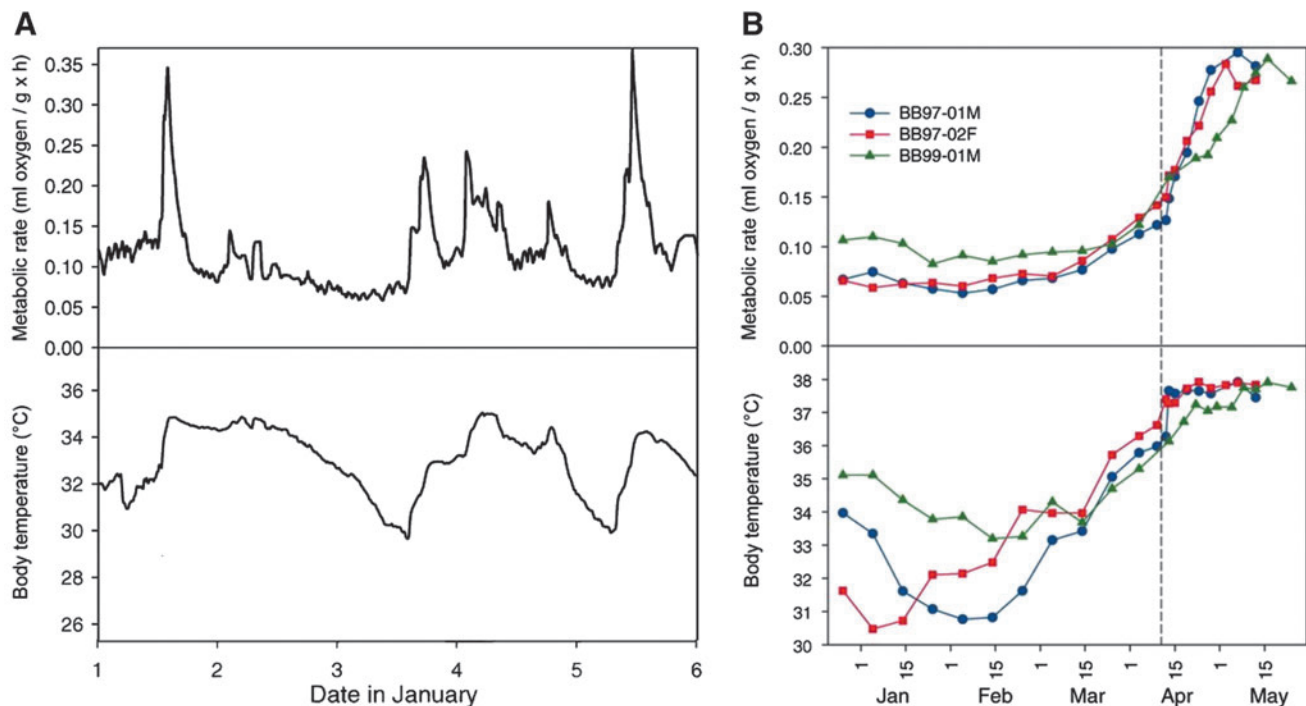 A
Metabolic rate (ml oxygen / g x h)
0.35
0.30
0.25
0.20
0.15
0.10
0.05
0.00
Body temperature (°C)
36
34
32
30
28
26
1 2 3 4 5 6
Date in January
B
Metabolic rate (ml oxygen / g x h)
0.30
0.25
0.20
0.15
0.10
0.05
0.00
BB97-01M
BB97-02F
BB99-01M
Body temperature (°C)
38
37
36
35
34
33
32
31
30
1 15 1 15 1 15 1 15 1 15
Jan Feb Mar Apr May